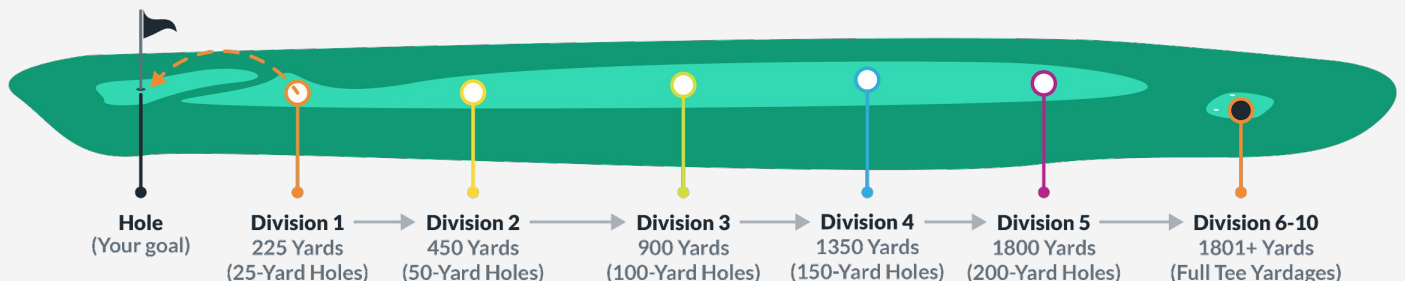 Hole
(Your goal)
Division 1
225 Yards
(25-Yard Holes)
Division 2
450 Yards
(50-Yard Holes)
Division 3
900 Yards
(100-Yard Holes)
Division 4
1350 Yards
(150-Yard Holes)
Division 5
1800 Yards
(200-Yard Holes)
Division 6-10
1801+ Yards
(Full Tee Yardages)